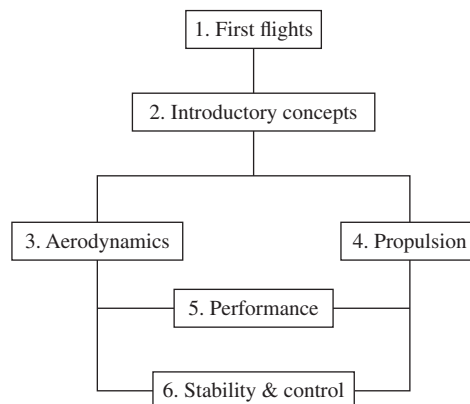 1. First flights
2. Introductory concepts
3. Aerodynamics
4. Propulsion
5. Performance
6. Stability & control